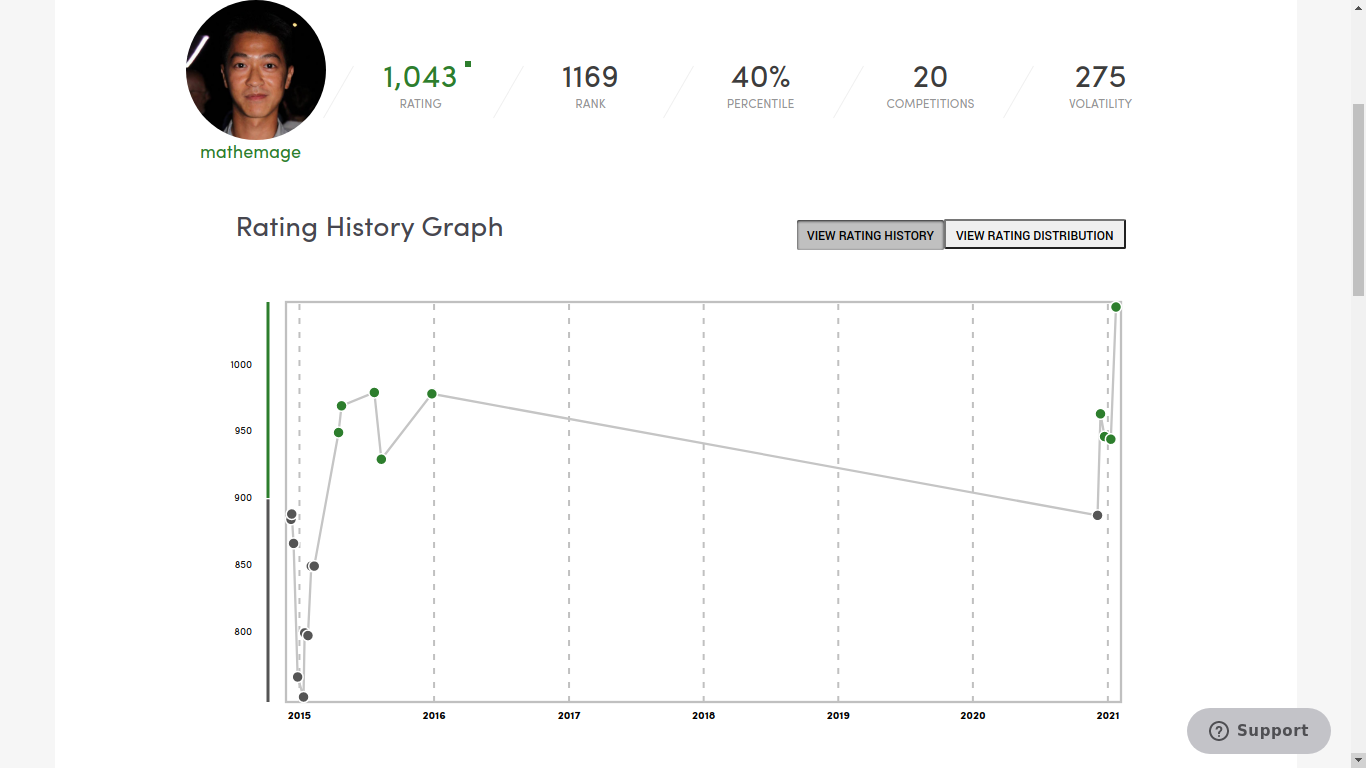 1,043
RATING
1169
RANK
40%
PERCENTILE
20
COMPETITIONS
275
VOLATILITY
mathemage
Rating History Graph
VIEW RATING HISTORY
VIEW RATING DISTRIBUTION
1000
950
900
850
800
2015 2016 2017 2018 2019 2020 2021
Support